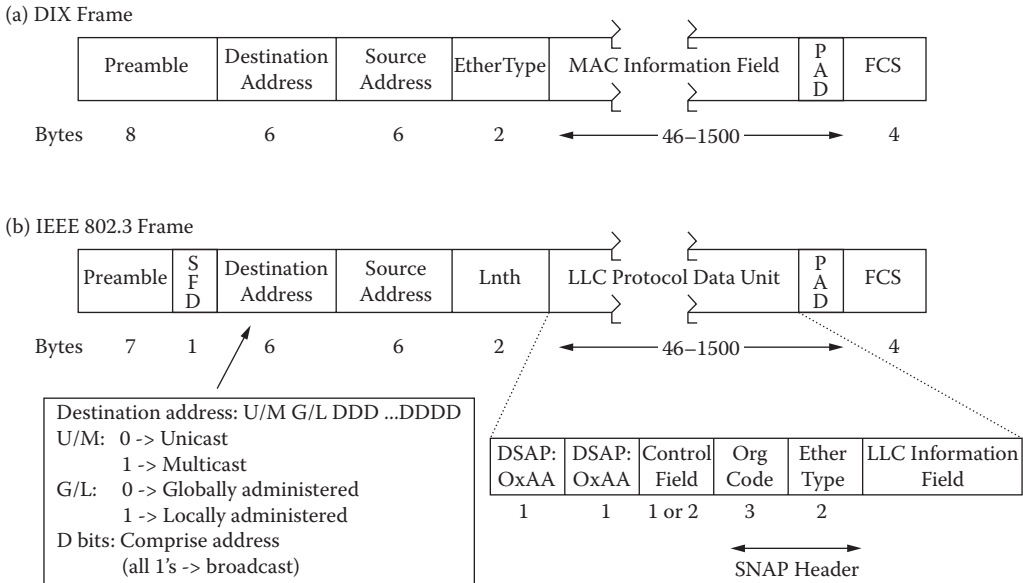 (a) DIX Frame
Preamble
Destination
Address
Source
Address
EtherType
MAC Information Field
PAD
FCS
Bytes 8 6 6 2 46–1500 4
(b) IEEE 802.3 Frame
Preamble
SFD
Destination
Address
Source
Address
Lnth
LLC Protocol Data Unit
PAD
FCS
Bytes 7 1 6 6 2 46–1500 4
Destination address: U/M G/L DDD ...DDDD
U/M: 0 -> Unicast
1 -> Multicast
G/L: 0 -> Globally administered
1 -> Locally administered
D bits: Comprise address
(all 1's -> broadcast)
DSAP:
OxAA
DSAP:
OxAA
Control
Field
Org
Code
Ether
Type
LLC Information
Field
1 1 1 or 2 3 2
SNAP Header